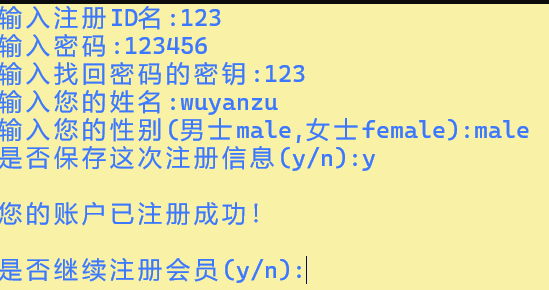 输入注册ID名:123
输入密码:123456
输入找回密码的密钥:123
输入您的姓名:wuyanzu
输入您的性别(男士male,女士female):male
是否保存这次注册信息(y/n):y
您的账户已注册成功!
是否继续注册会员(y/n):